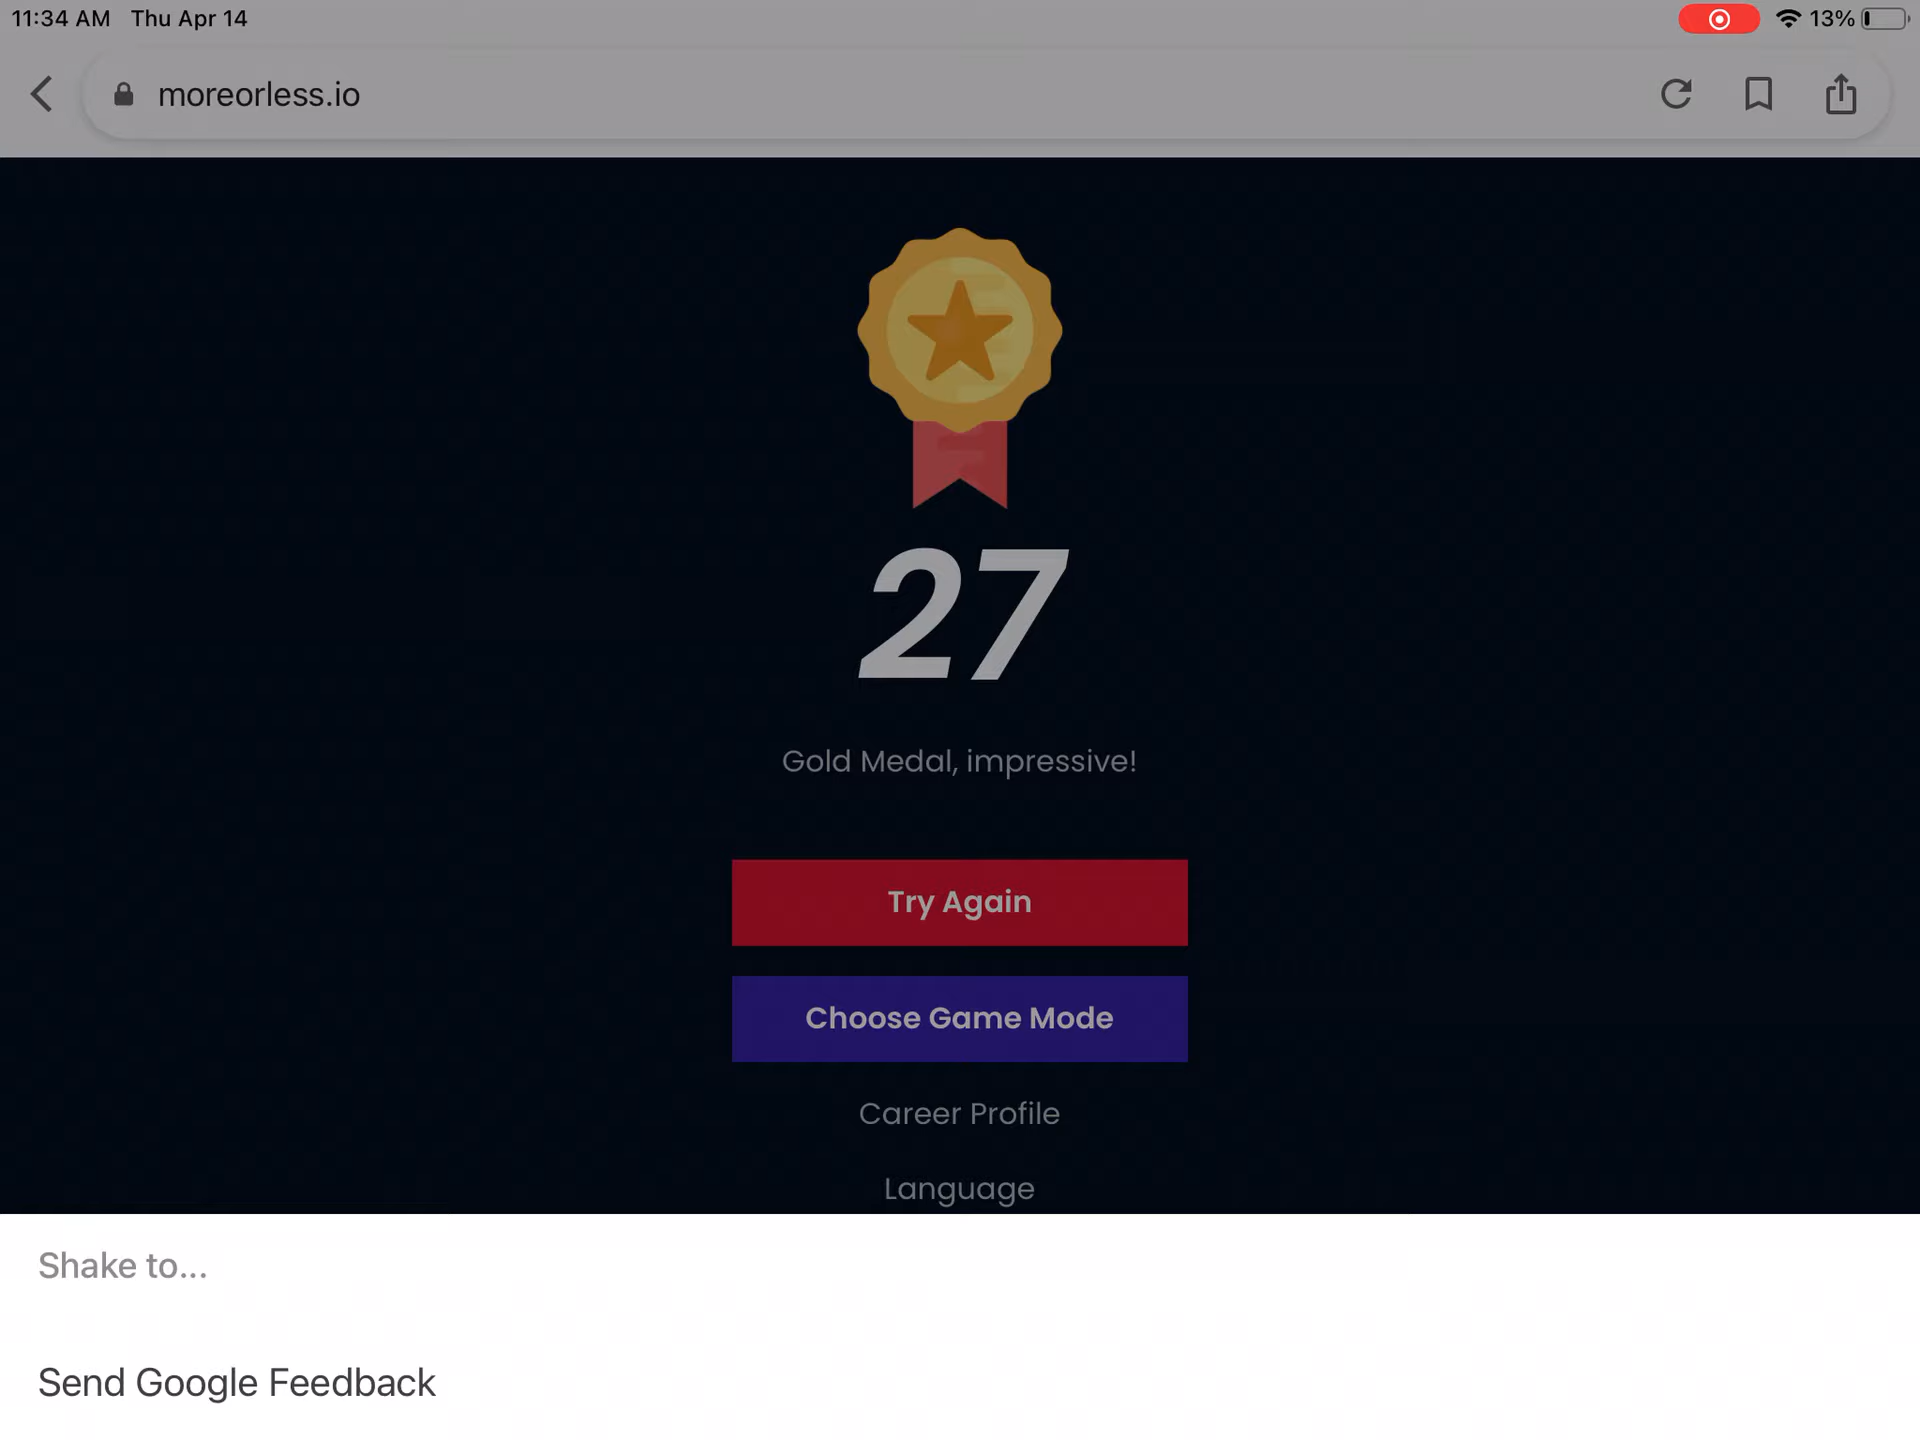 11:34 AM Thu Apr 14
13%
moreorless.io
27
Gold Medal, impressive!
Try Again
Choose Game Mode
Career Profile
Language
Shake to...
Send Google Feedback